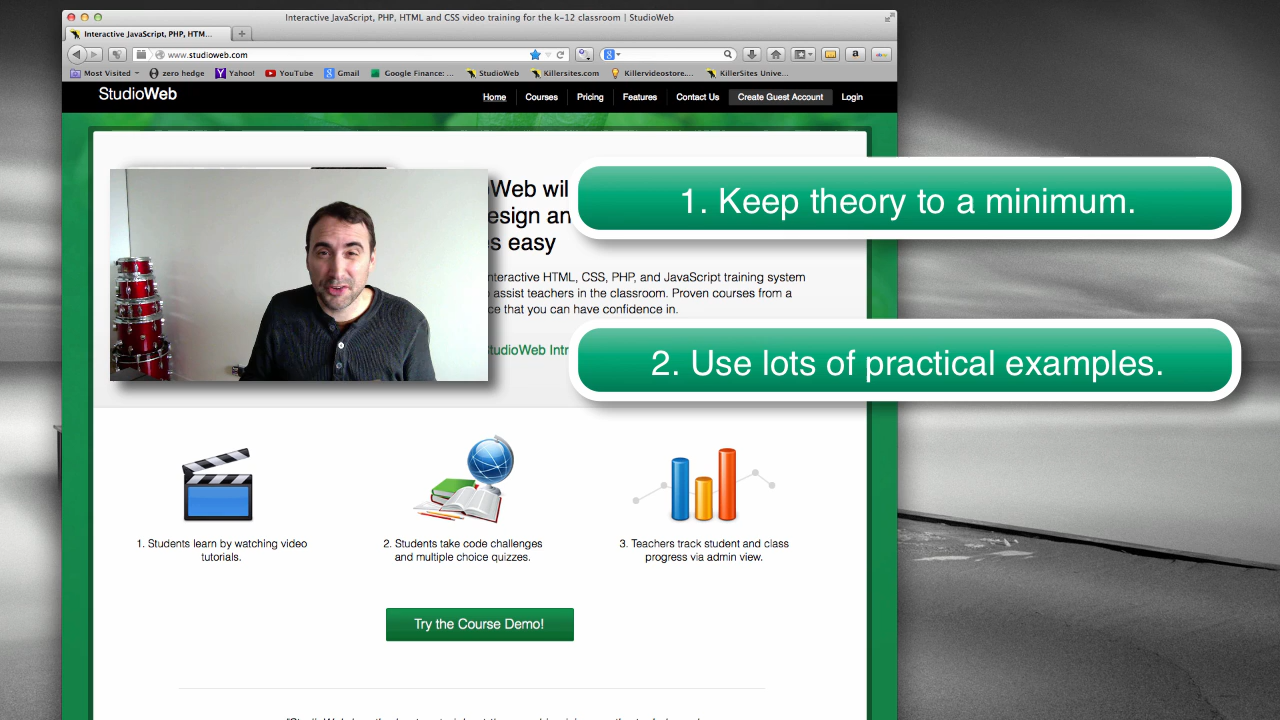 Interactive JavaScript, PHP, HTML and CSS video training for the k-12 classroom | StudioWeb
Interactive JavaScript, PHP, HTM...
www.studioweb.com
Most Visited
zero hedge
Yahoo!
YouTube
Gmail
Google Finance: ...
StudioWeb
Killersites.com
Killervideostore....
KillerSites Unive...
StudioWeb
Home
Courses
Pricing
Features
Contact Us
Create Guest Account
Login
Web wil
esign an
s easy
1. Keep theory to a minimum.
nteractive HTML, CSS, PHP, and JavaScript training system
assist teachers in the classroom. Proven courses from a
ce that you can have confidence in.
StudioWeb Intr
2. Use lots of practical examples.
1. Students learn by watching video
tutorials.
2. Students take code challenges
and multiple choice quizzes.
3. Teachers track student and class
progress via admin view.
Try the Course Demo!